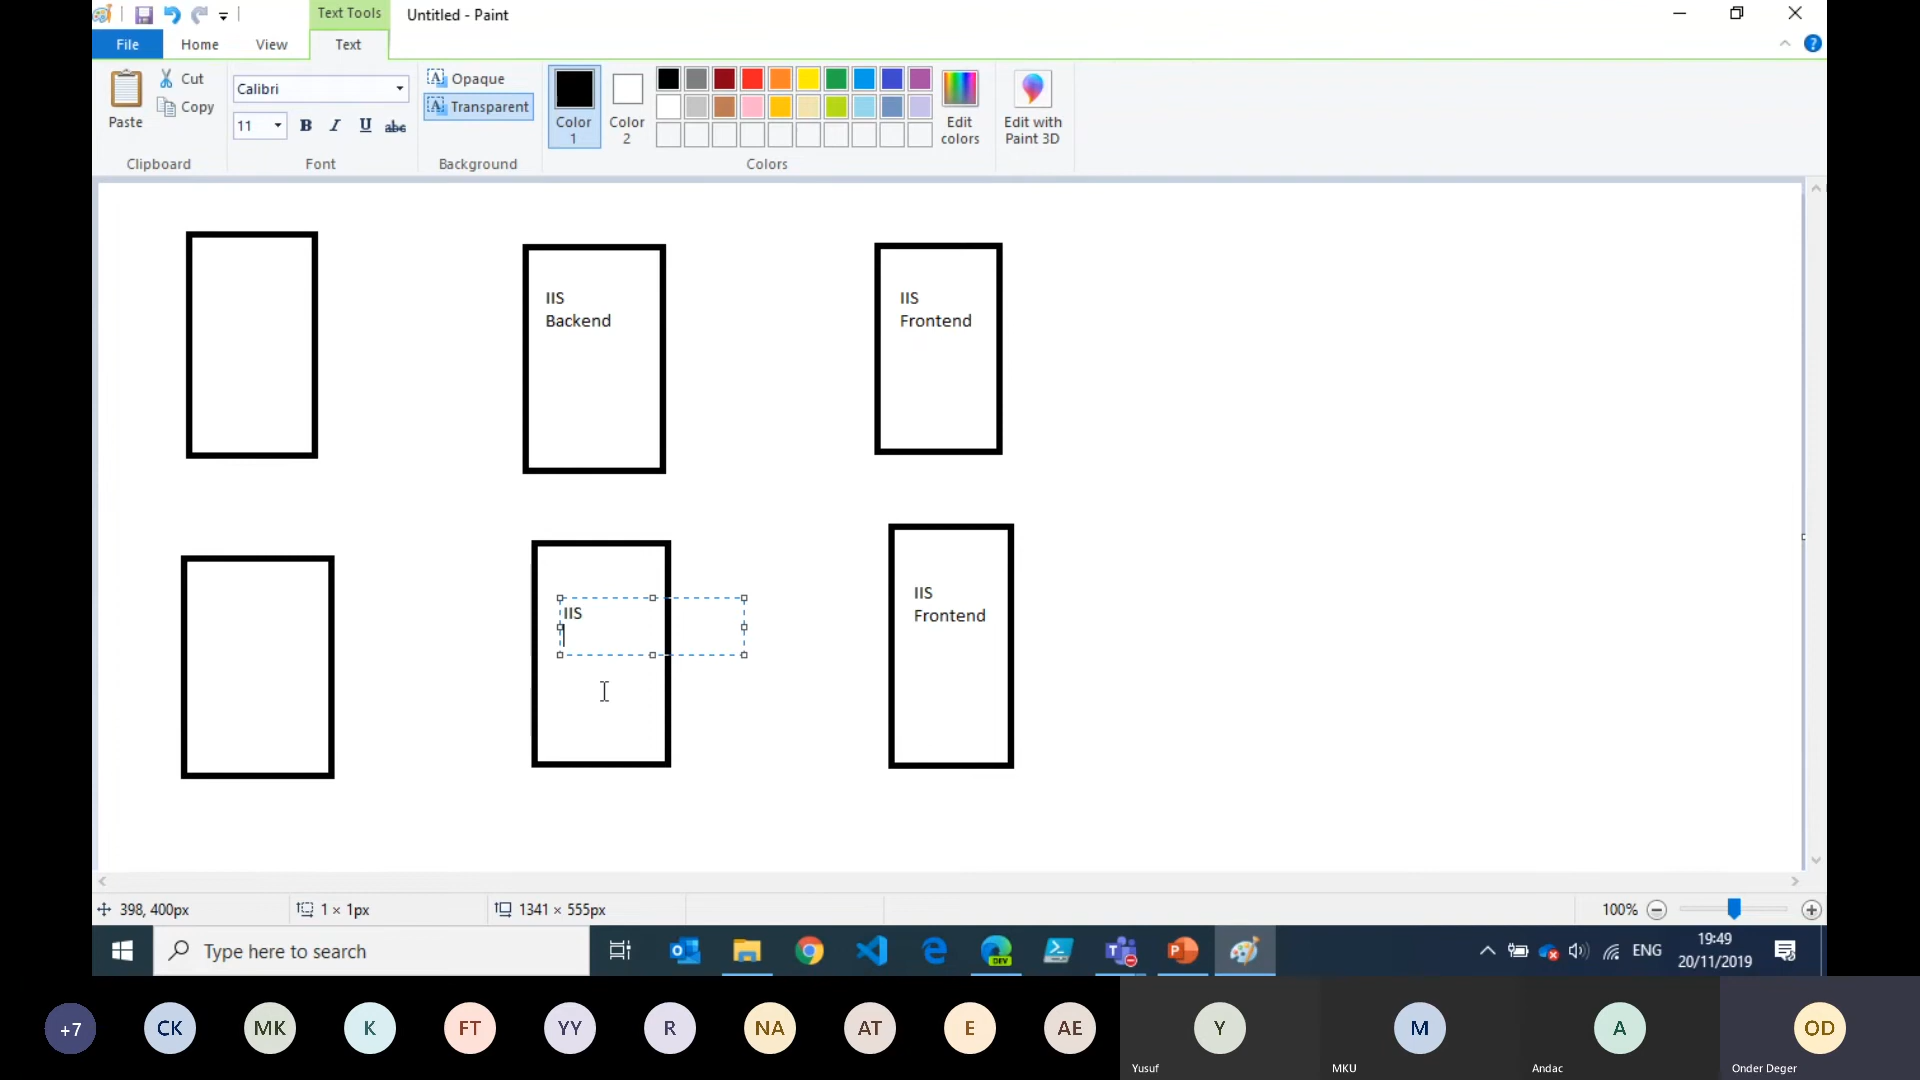 Text Tools
Untitled - Paint
File
Home
View
Text
Paste
Cut
Copy
Clipboard
Calibri
11
B I U abc
Font
A Opaque
A Transparent
Background
Color 1
Color 2
Colors
Edit colors
Edit with Paint 3D
IIS
Backend
IIS
Frontend
IIS
IIS
Frontend
398, 400px
1 × 1px
1341 × 555px
100%
Type here to search
DEV
ENG
19:49
20/11/2019
+7
CK
MK
K
FT
YY
R
NA
AT
E
AE
Y
Yusuf
M
MKU
A
Andac
OD
Onder Deger